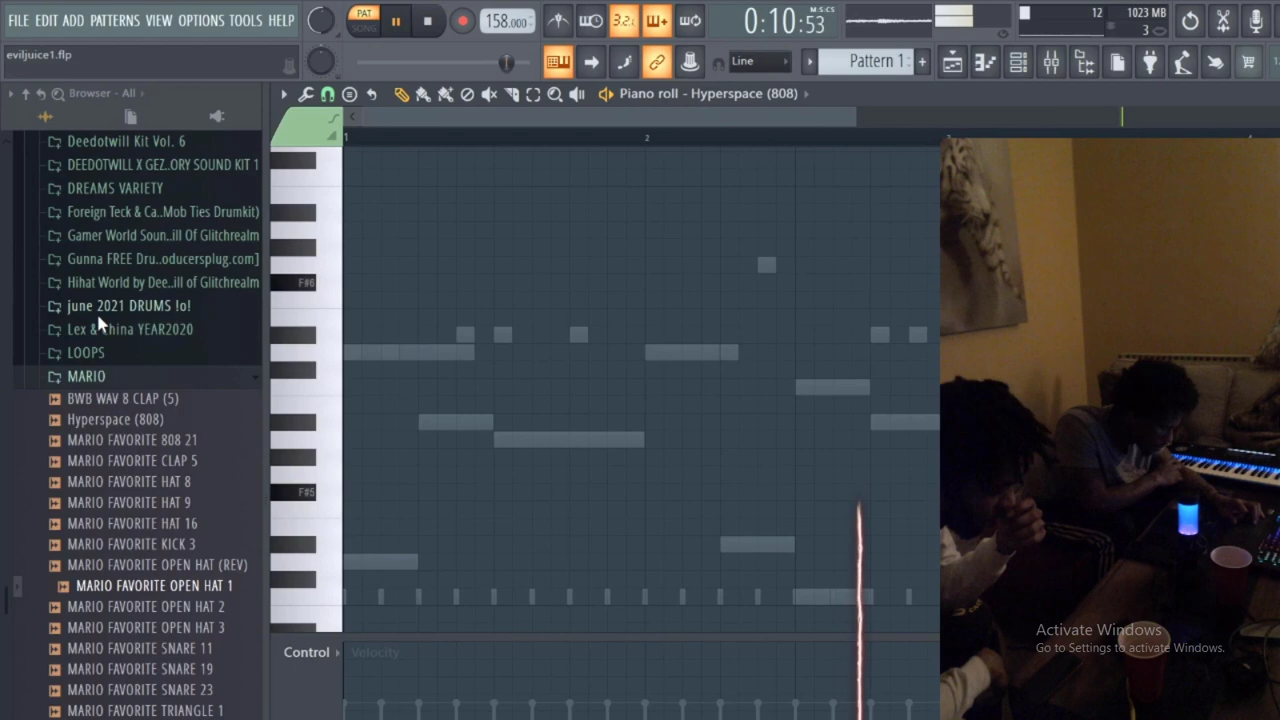 FILE EDIT ADD PATTERNS VIEW OPTIONS TOOLS HELP
PAT
SONG
158.000
3.2
0:10:53
M:S:CS
12
1023 MB
3
eviljuice1.flp
Line
Pattern 1
Browser - All
Piano roll - Hyperspace (808)
1
2
Deedotwill Kit Vol. 6
DEEDOTWILL X GEZ..ORY SOUND KIT 1
DREAMS VARIETY
Foreign Teck & Ca..Mob Ties Drumkit)
Gamer World Soun..ill Of Glitchrealm
Gunna FREE Dru..oducersplug.com]
Hihat World by Dee..ill of Glitchrealm
june 2021 DRUMS !o!
Lex & China YEAR2020
LOOPS
MARIO
BWB WAV 8 CLAP (5)
Hyperspace (808)
MARIO FAVORITE 808 21
MARIO FAVORITE CLAP 5
MARIO FAVORITE HAT 8
MARIO FAVORITE HAT 9
MARIO FAVORITE HAT 16
MARIO FAVORITE KICK 3
MARIO FAVORITE OPEN HAT (REV)
MARIO FAVORITE OPEN HAT 1
MARIO FAVORITE OPEN HAT 2
MARIO FAVORITE OPEN HAT 3
MARIO FAVORITE SNARE 11
MARIO FAVORITE SNARE 19
MARIO FAVORITE SNARE 23
MARIO FAVORITE TRIANGLE 1
F#6
F#5
Control
Velocity
Activate Windows
Go to Settings to activate Windows.